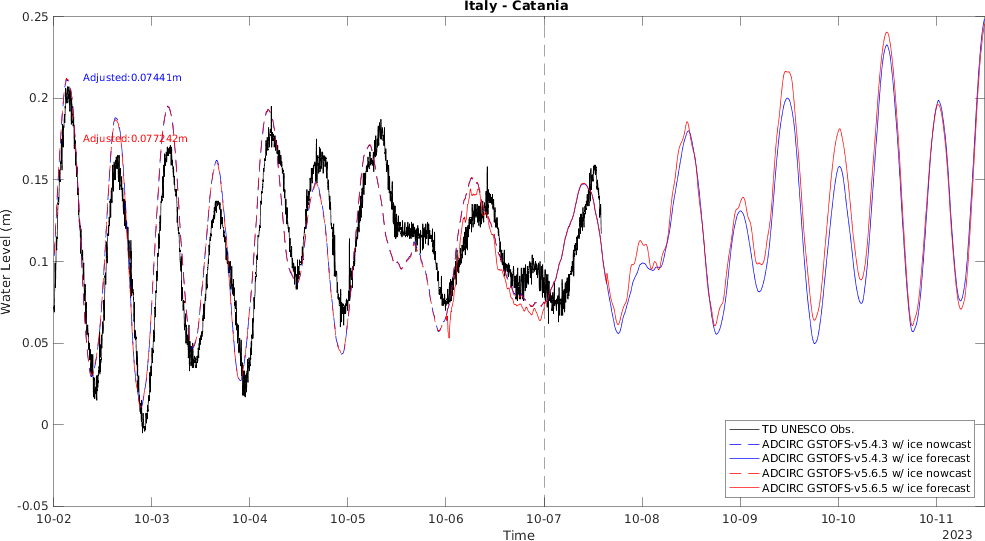 Italy - Catania
0.25
0.2
0.15
0.1
0.05
0
-0.05
Water Level (m)
Adjusted:0.07441m
Adjusted:0.077242m
TD UNESCO Obs.
ADCIRC GSTOFS-v5.4.3 w/ ice nowcast
ADCIRC GSTOFS-v5.4.3 w/ ice forecast
ADCIRC GSTOFS-v5.6.5 w/ ice nowcast
ADCIRC GSTOFS-v5.6.5 w/ ice forecast
10-02 10-03 10-04 10-05 10-06 10-07 10-08 10-09 10-10 10-11
Time
2023